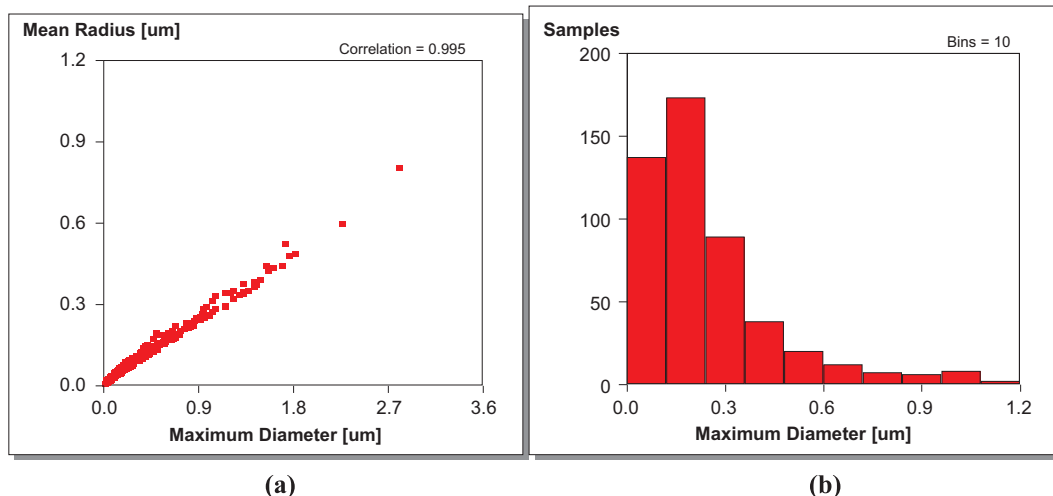 Mean Radius [um]
Correlation = 0.995
1.2
0.9
0.6
0.3
0.0
0.0 0.9 1.8 2.7 3.6
Maximum Diameter [um]
(a)
Samples
Bins = 10
200
150
100
50
0
0.0 0.3 0.6 0.9 1.2
Maximum Diameter [um]
(b)